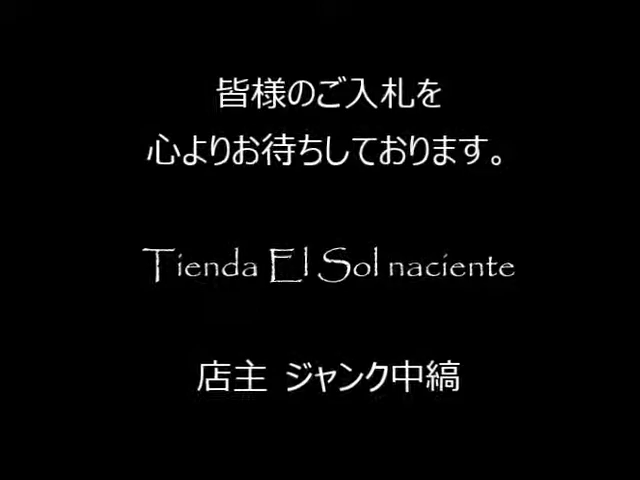 皆様のご入札を
心よりお待ちしております。
Tienda El Sol naciente
店主 ジャンク中縞